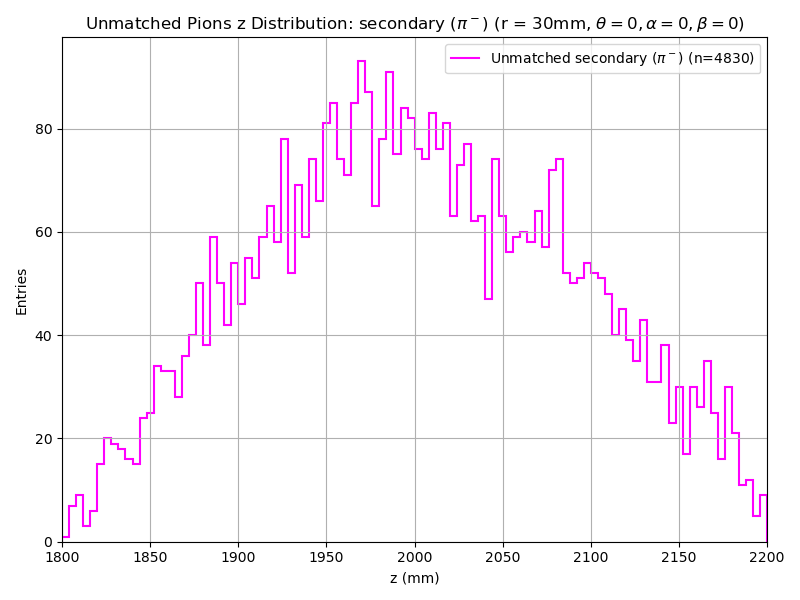 Unmatched Pions z Distribution: secondary (π⁻) (r = 30mm, θ = 0, α = 0, β = 0)
Unmatched secondary (π⁻) (n=4830)
Entries
80
60
40
20
0
1800 1850 1900 1950 2000 2050 2100 2150 2200
z (mm)